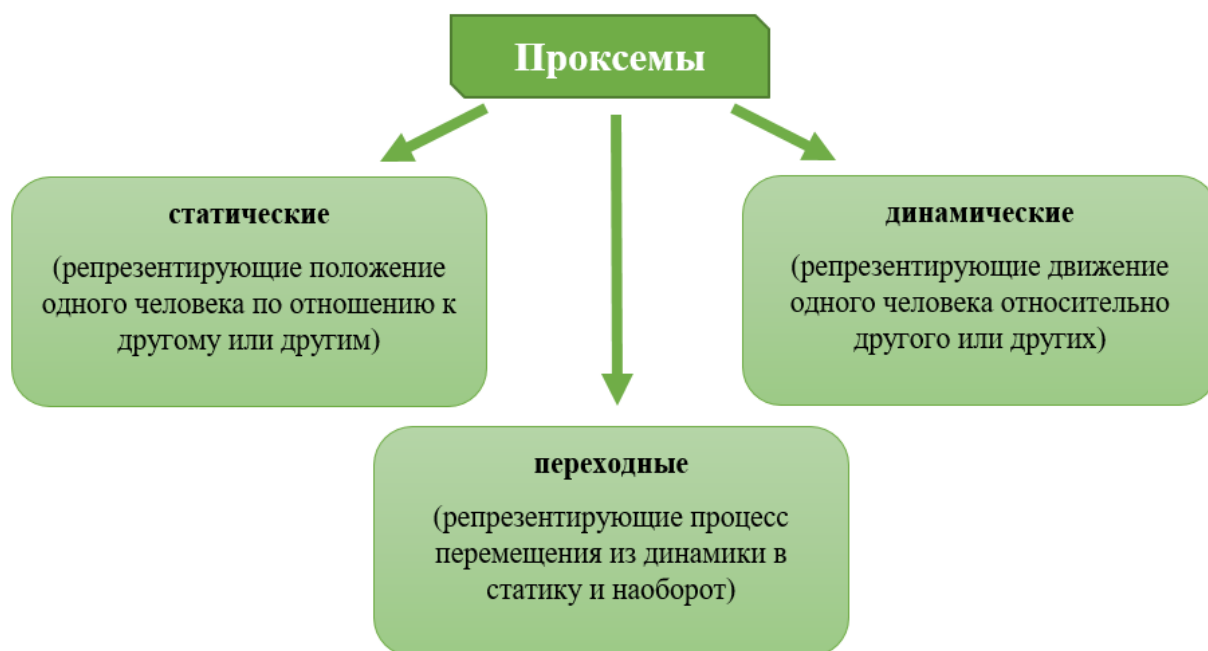 Проксемы
статические
(репрезентирующие положение
одного человека по отношению к
другому или другим)
динамические
(репрезентирующие движение
одного человека относительно
другого или других)
переходные
(репрезентирующие процесс
перемещения из динамики в
статику и наоборот)